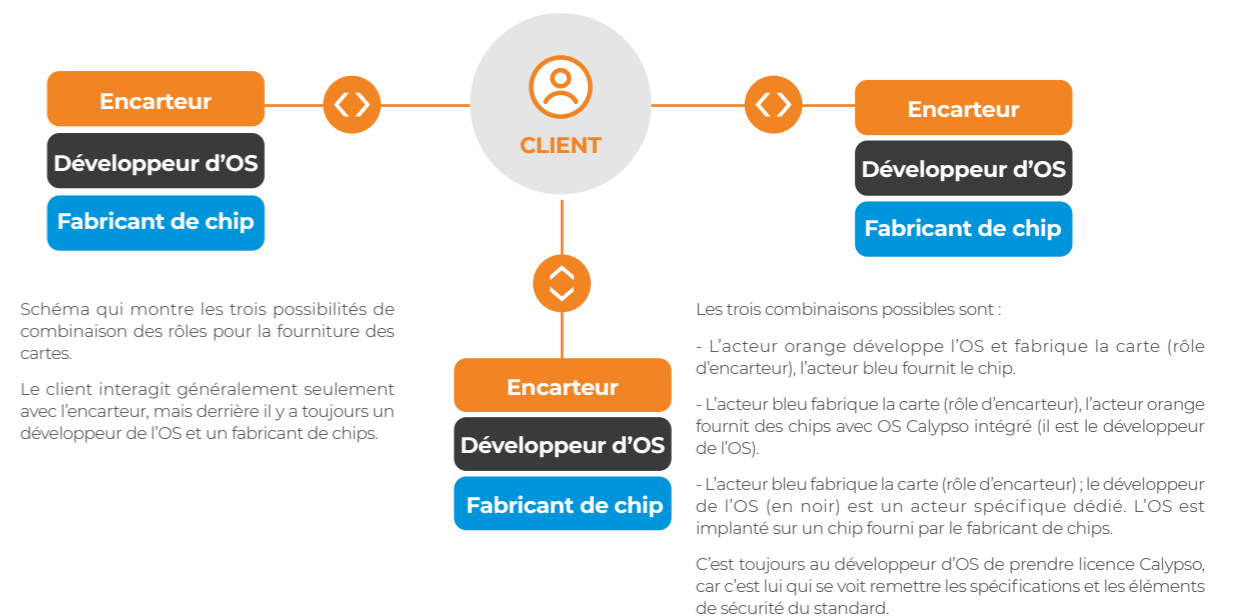 CLIENT
Encarteur
Développeur d'OS
Fabricant de chip
Encarteur
Développeur d'OS
Fabricant de chip
Encarteur
Développeur d'OS
Fabricant de chip
Schéma qui montre les trois possibilités de
combinaison des rôles pour la fourniture des
cartes.
Le client interagit généralement seulement
avec l'encarteur, mais derrière il y a toujours un
développeur de l'OS et un fabricant de chips.
Les trois combinaisons possibles sont :
- L'acteur orange développe l'OS et fabrique la carte (rôle
d'encarteur), l'acteur bleu fournit le chip.
- L'acteur bleu fabrique la carte (rôle d'encarteur), l'acteur orange
fournit des chips avec OS Calypso intégré (il est le développeur
de l'OS).
- L'acteur bleu fabrique la carte (rôle d'encarteur) ; le développeur
de l'OS (en noir) est un acteur spécifique dédié. L'OS est
implanté sur un chip fourni par le fabricant de chips.
C'est toujours au développeur d'OS de prendre licence Calypso,
car c'est lui qui se voit remettre les spécifications et les éléments
de sécurité du standard.